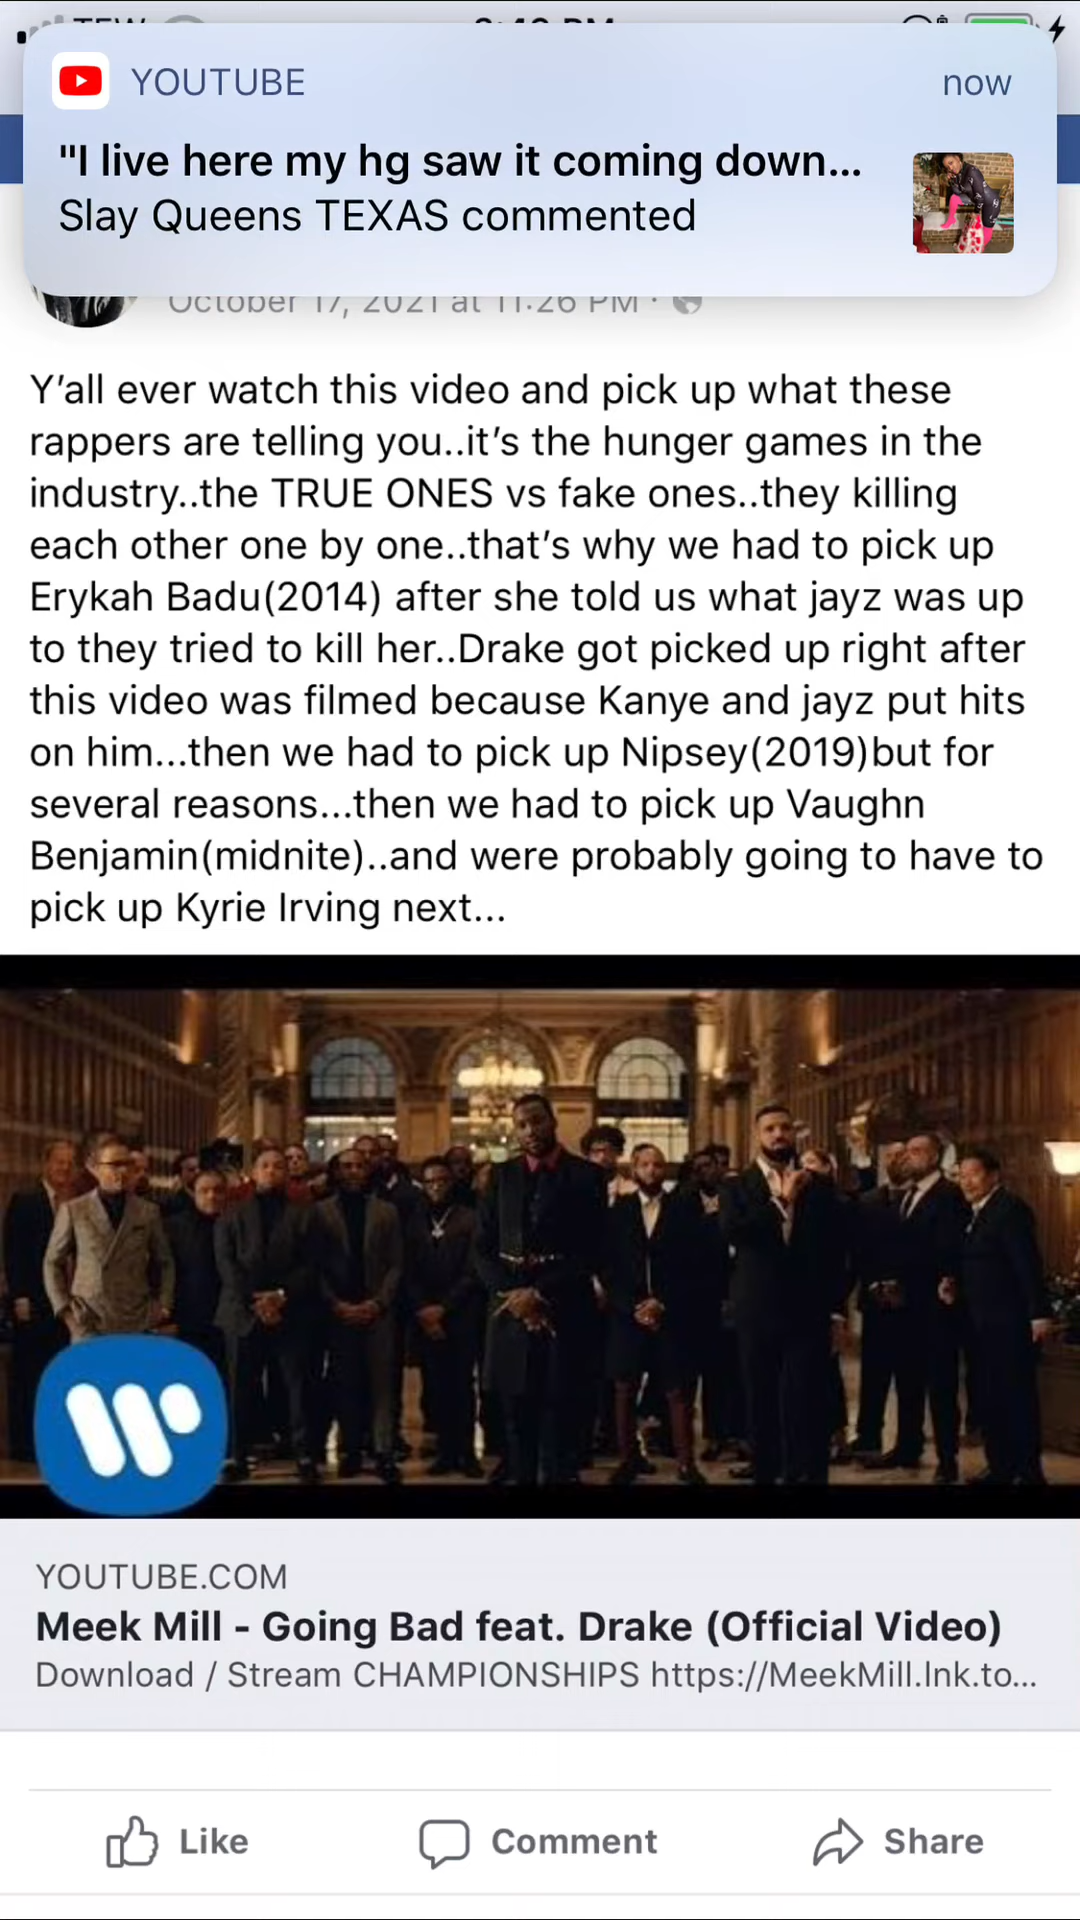 YOUTUBE
now
"I live here my hg saw it coming down...
Slay Queens TEXAS commented
October 17, 2021 at 11:26 PM ·
Y'all ever watch this video and pick up what these
rappers are telling you..it's the hunger games in the
industry..the TRUE ONES vs fake ones..they killing
each other one by one..that's why we had to pick up
Erykah Badu(2014) after she told us what jayz was up
to they tried to kill her..Drake got picked up right after
this video was filmed because Kanye and jayz put hits
on him...then we had to pick up Nipsey(2019)but for
several reasons...then we had to pick up Vaughn
Benjamin(midnite)..and were probably going to have to
pick up Kyrie Irving next...
YOUTUBE.COM
Meek Mill - Going Bad feat. Drake (Official Video)
Download / Stream CHAMPIONSHIPS https://MeekMill.lnk.to...
Like
Comment
Share